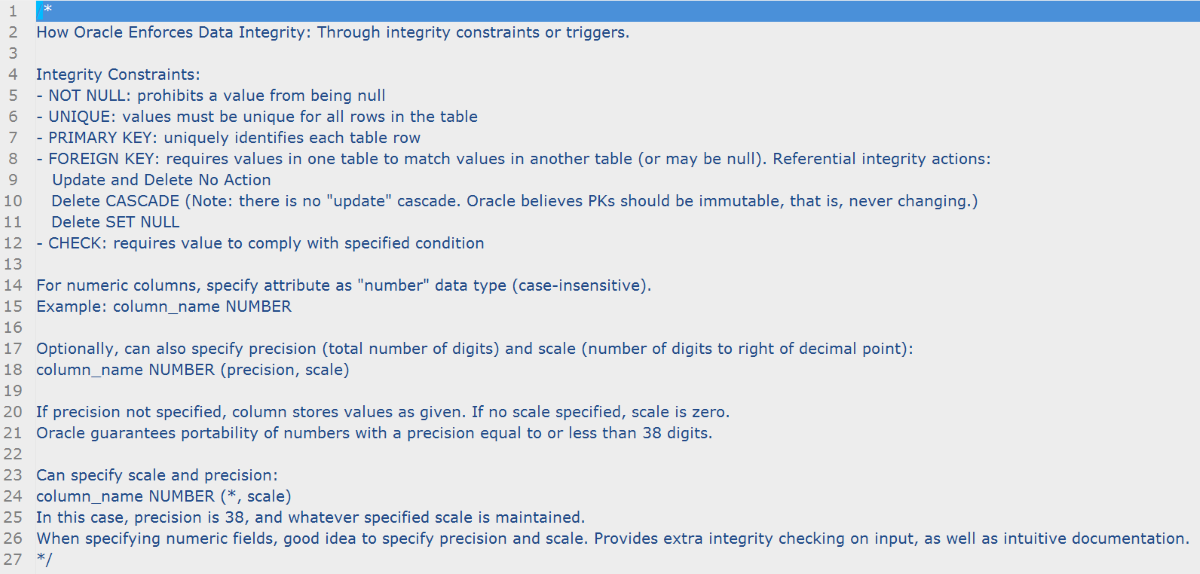 1 *
2 How Oracle Enforces Data Integrity: Through integrity constraints or triggers.
3
4 Integrity Constraints:
5 - NOT NULL: prohibits a value from being null
6 - UNIQUE: values must be unique for all rows in the table
7 - PRIMARY KEY: uniquely identifies each table row
8 - FOREIGN KEY: requires values in one table to match values in another table (or may be null). Referential integrity actions:
9 Update and Delete No Action
10 Delete CASCADE (Note: there is no "update" cascade. Oracle believes PKs should be immutable, that is, never changing.)
11 Delete SET NULL
12 - CHECK: requires value to comply with specified condition
13
14 For numeric columns, specify attribute as "number" data type (case-insensitive).
15 Example: column_name NUMBER
16
17 Optionally, can also specify precision (total number of digits) and scale (number of digits to right of decimal point):
18 column_name NUMBER (precision, scale)
19
20 If precision not specified, column stores values as given. If no scale specified, scale is zero.
21 Oracle guarantees portability of numbers with a precision equal to or less than 38 digits.
22
23 Can specify scale and precision:
24 column_name NUMBER (*, scale)
25 In this case, precision is 38, and whatever specified scale is maintained.
26 When specifying numeric fields, good idea to specify precision and scale. Provides extra integrity checking on input, as well as intuitive documentation.
27 */